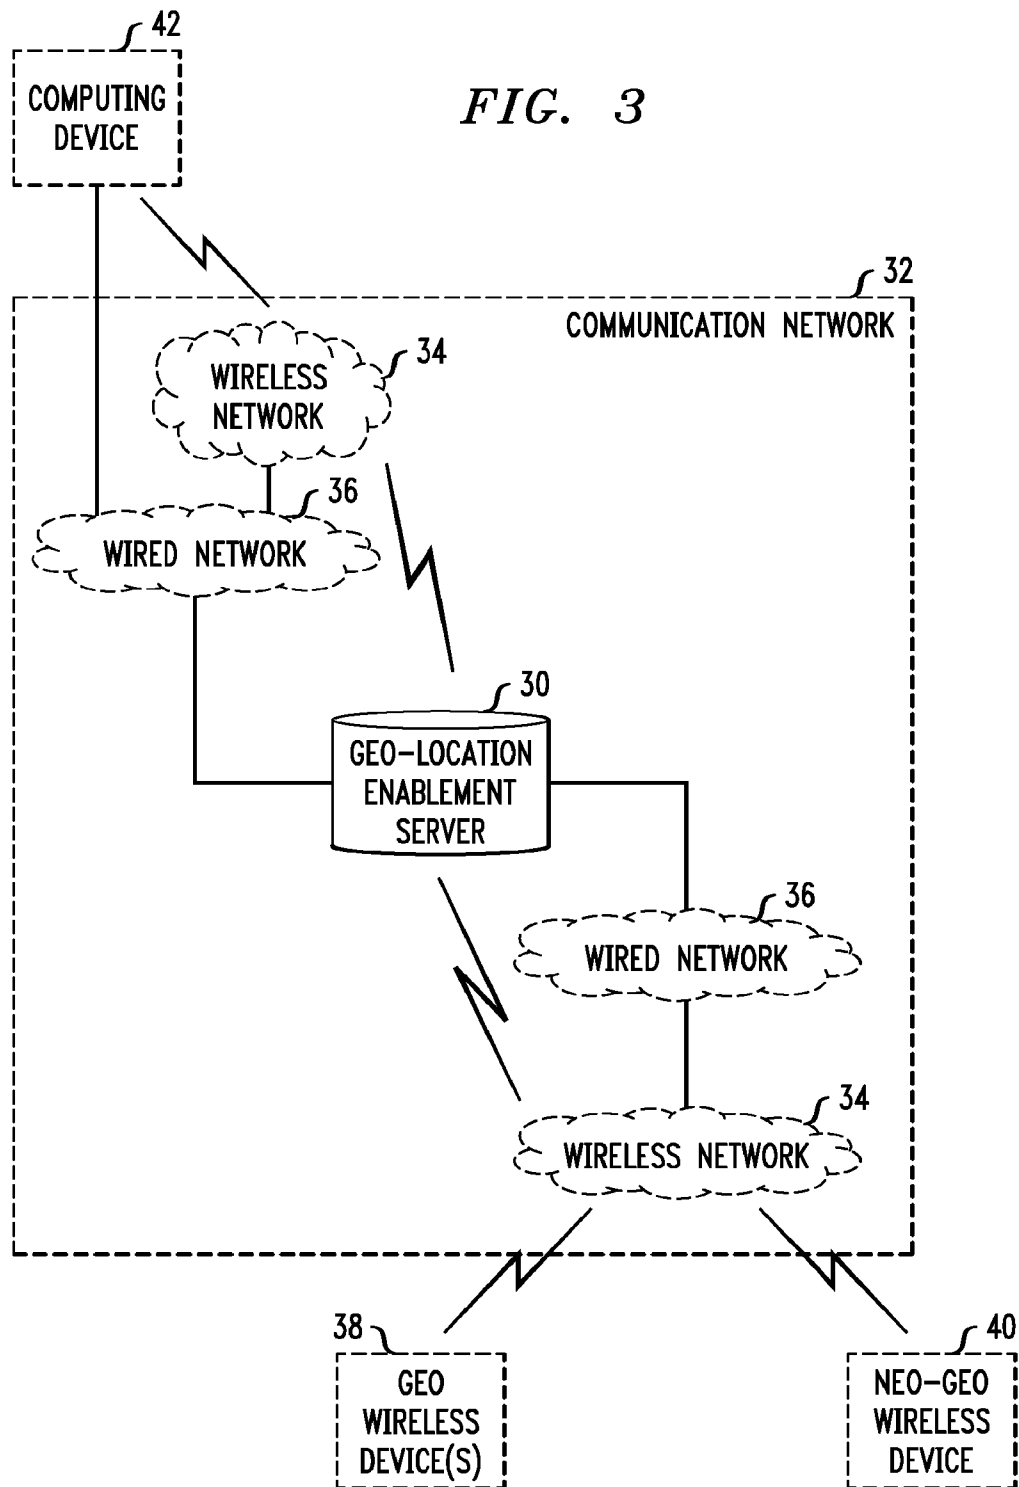 42
COMPUTING
DEVICE
FIG. 3
32
COMMUNICATION NETWORK
34
WIRELESS
NETWORK
36
WIRED NETWORK
30
GEO-LOCATION
ENABLEMENT
SERVER
36
WIRED NETWORK
34
WIRELESS NETWORK
38
GEO
WIRELESS
DEVICE(S)
40
NEO-GEO
WIRELESS
DEVICE